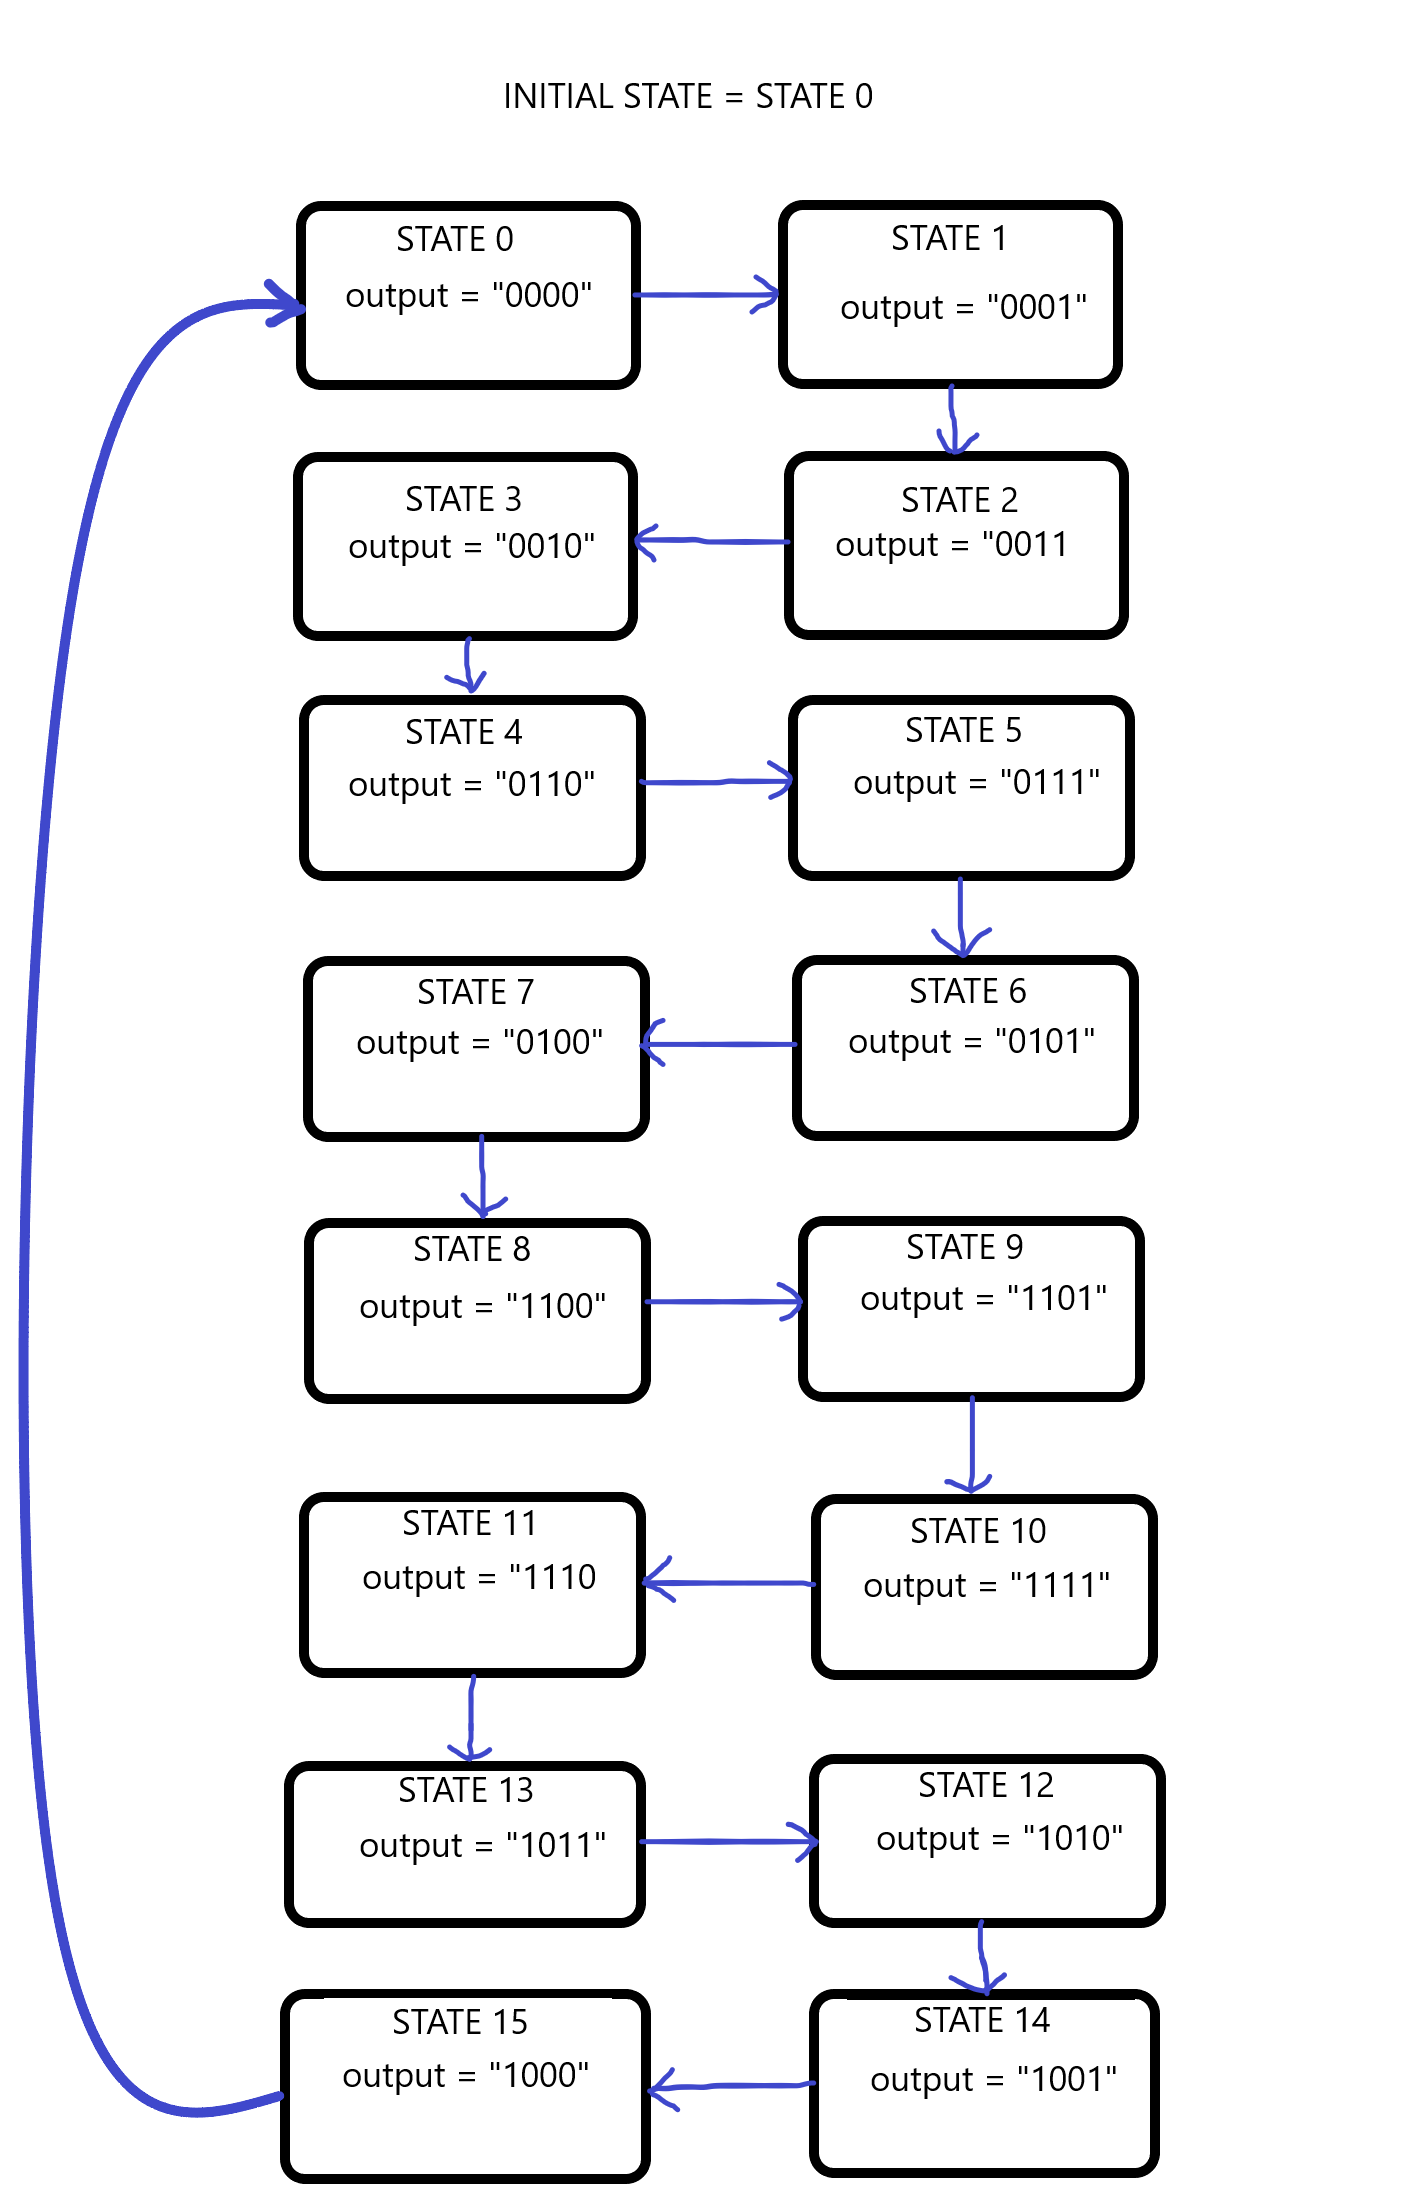 INITIAL STATE = STATE 0
STATE 0
output = "0000"
STATE 1
output = "0001"
STATE 3
output = "0010"
STATE 2
output = "0011
STATE 4
output = "0110"
STATE 5
output = "0111"
STATE 7
output = "0100"
STATE 6
output = "0101"
STATE 8
output = "1100"
STATE 9
output = "1101"
STATE 11
output = "1110
STATE 10
output = "1111"
STATE 13
output = "1011"
STATE 12
output = "1010"
STATE 15
output = "1000"
STATE 14
output = "1001"